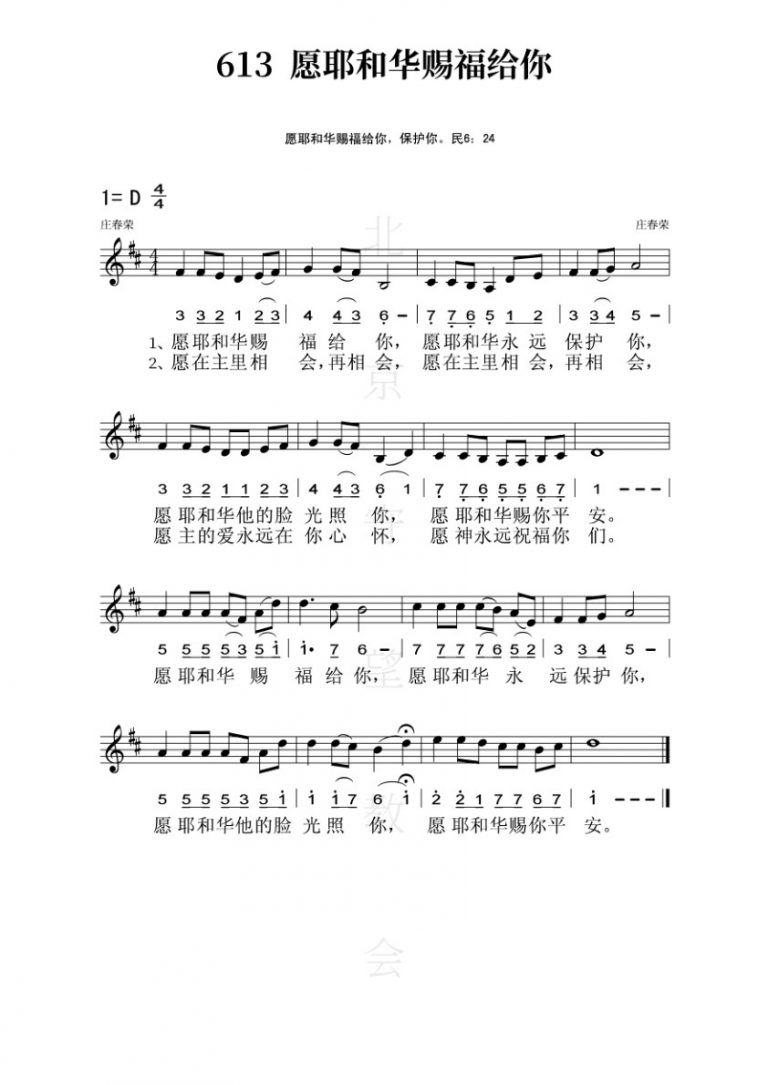 613 愿耶和华赐福给你
愿耶和华赐福给你，保护你。民6：24
1= D 4/4
庄春荣 庄春荣
3 3 2 1 2 3 | 4 4 3 6 – | 7 7 6 5 1 2 | 3 3 4 5 – |
1、愿耶和华赐 福给 你， 愿耶和华永远 保护 你，
2、愿在主里相 会，再相会， 愿在主里相会，再相 会，
3 3 2 1 1 2 3 | 4 4 3 6 1 | 7 7 6 5 5 6 7 | 1 – – – |
愿耶和华他的脸 光照 你， 愿耶和华赐你平 安。
愿主的爱永远在 你心 怀， 愿神永远祝福你 们。
5 5 5 5 3 5 1 | 1· 7 6 – | 7 7 7 7 6 5 2 | 3 3 4 5 – |
愿耶和华 赐 福给你， 愿耶和华 永 远保护你，
5 5 5 5 3 5 1 | 1 1 7 6 1 | 2 2 1 7 7 6 7 | 1 – – –
愿耶和华他的脸 光照 你， 愿耶和华赐你平 安。
北
京
守
望
教
会